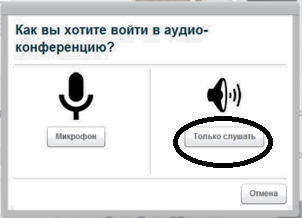 Как вы хотите войти в аудио-
конференцию?
Микрофон
Только слушать
Отмена